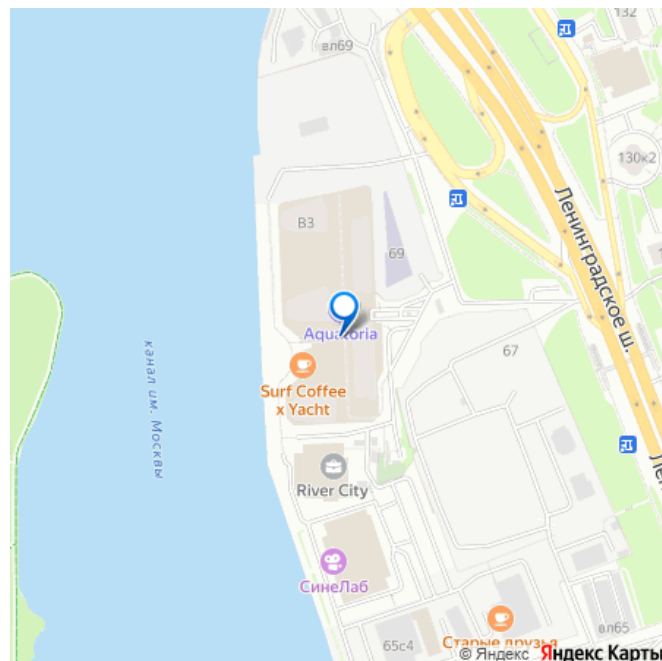 132
вл69
130к2
Ленинградское ш.
В3
69
Aquatoria
67
Surf Coffee
x Yacht
канал им. Москвы
River City
СинеЛаб
Старые друзья
вл65
65с4
© Яндекс Яндекс Карты